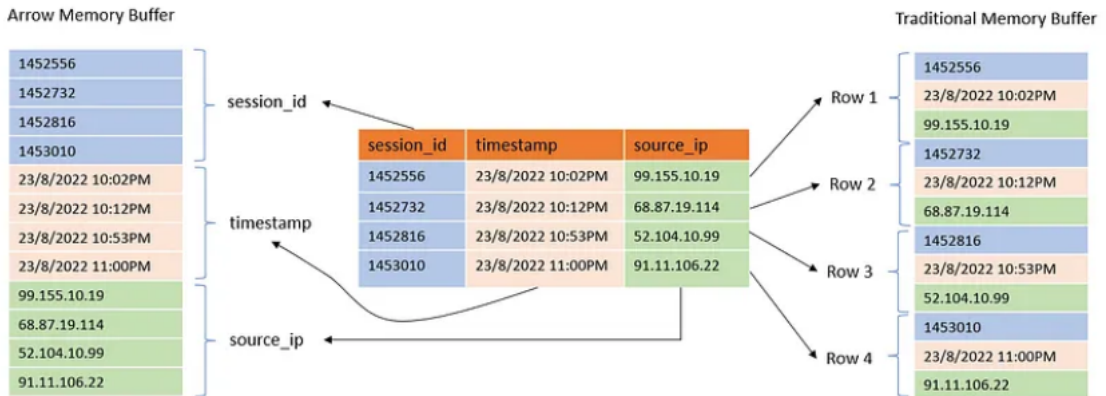 Arrow Memory Buffer
1452556
1452732
1452816
1453010
23/8/2022 10:02PM
23/8/2022 10:12PM
23/8/2022 10:53PM
23/8/2022 11:00PM
99.155.10.19
68.87.19.114
52.104.10.99
91.11.106.22
session_id
timestamp
source_ip
session_id timestamp source_ip
1452556 23/8/2022 10:02PM 99.155.10.19
1452732 23/8/2022 10:12PM 68.87.19.114
1452816 23/8/2022 10:53PM 52.104.10.99
1453010 23/8/2022 11:00PM 91.11.106.22
Row 1
Row 2
Row 3
Row 4
Traditional Memory Buffer
1452556
23/8/2022 10:02PM
99.155.10.19
1452732
23/8/2022 10:12PM
68.87.19.114
1452816
23/8/2022 10:53PM
52.104.10.99
1453010
23/8/2022 11:00PM
91.11.106.22